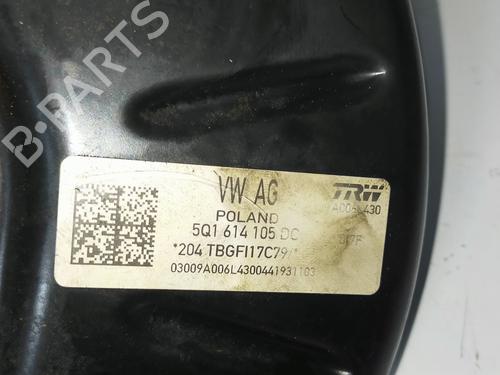 B-PARTS
VW AG
POLAND
5Q1 614 105 DC
*204 TBGFI17C79
03009A006L4300441931103
TRW